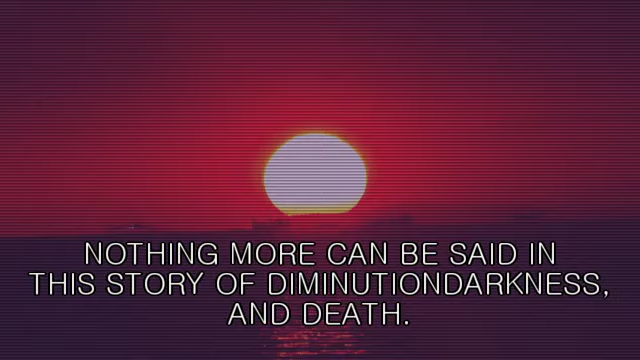 NOTHING MORE CAN BE SAID IN
THIS STORY OF DIMINUTIONDARKNESS,
AND DEATH.